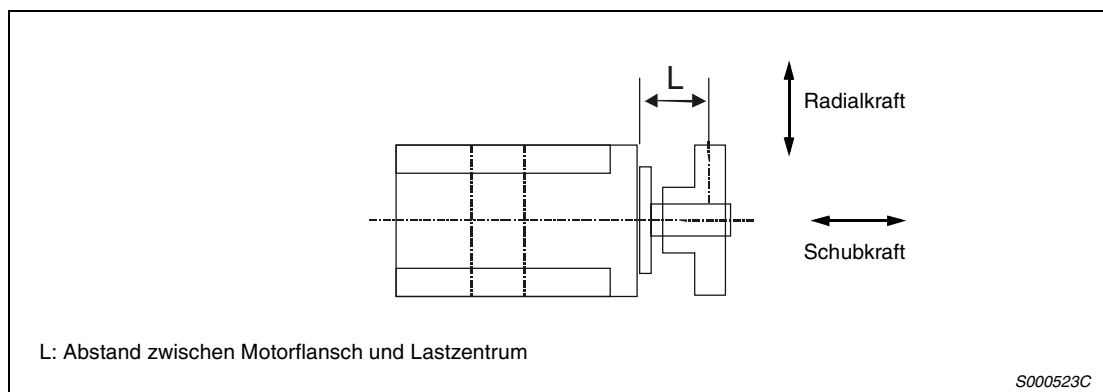 L
Radialkraft
Schubkraft
L: Abstand zwischen Motorflansch und Lastzentrum
S000523C